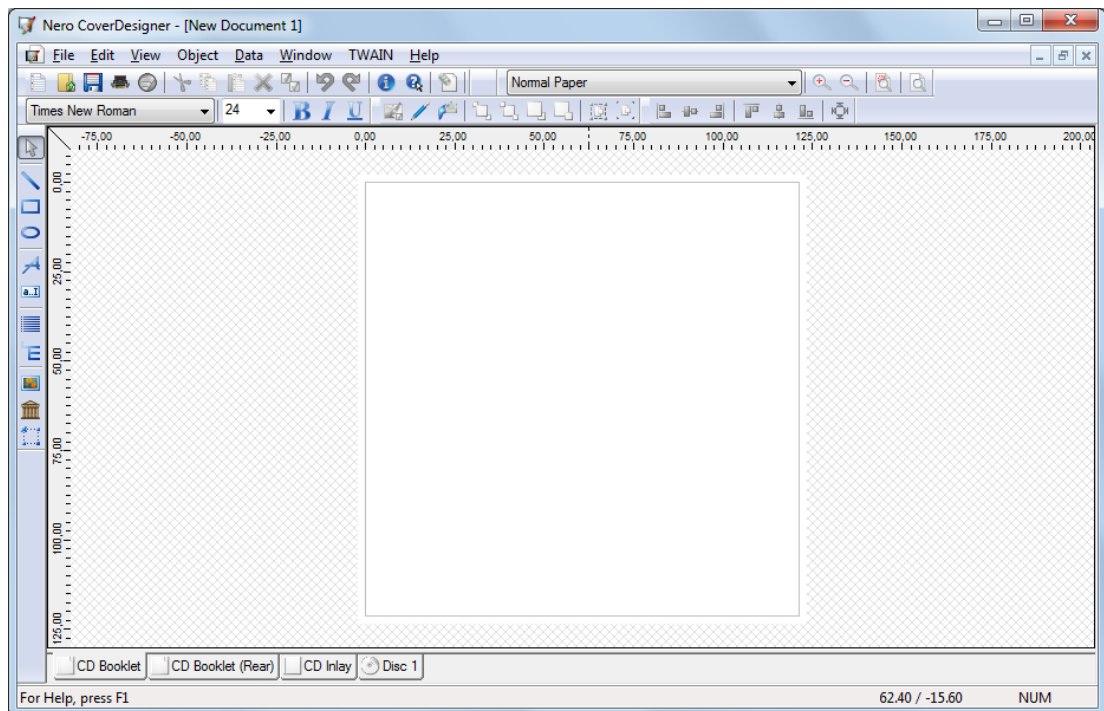 Nero CoverDesigner - [New Document 1]
File Edit View Object Data Window TWAIN Help
Normal Paper
Times New Roman 24 B I U
-75,00 -50,00 -25,00 0,00 25,00 50,00 75,00 100,00 125,00 150,00 175,00 200,00
0,00
25,00
a..I
50,00
75,00
100,00
125,00
CD Booklet CD Booklet (Rear) CD Inlay Disc 1
For Help, press F1 62.40 / -15.60 NUM